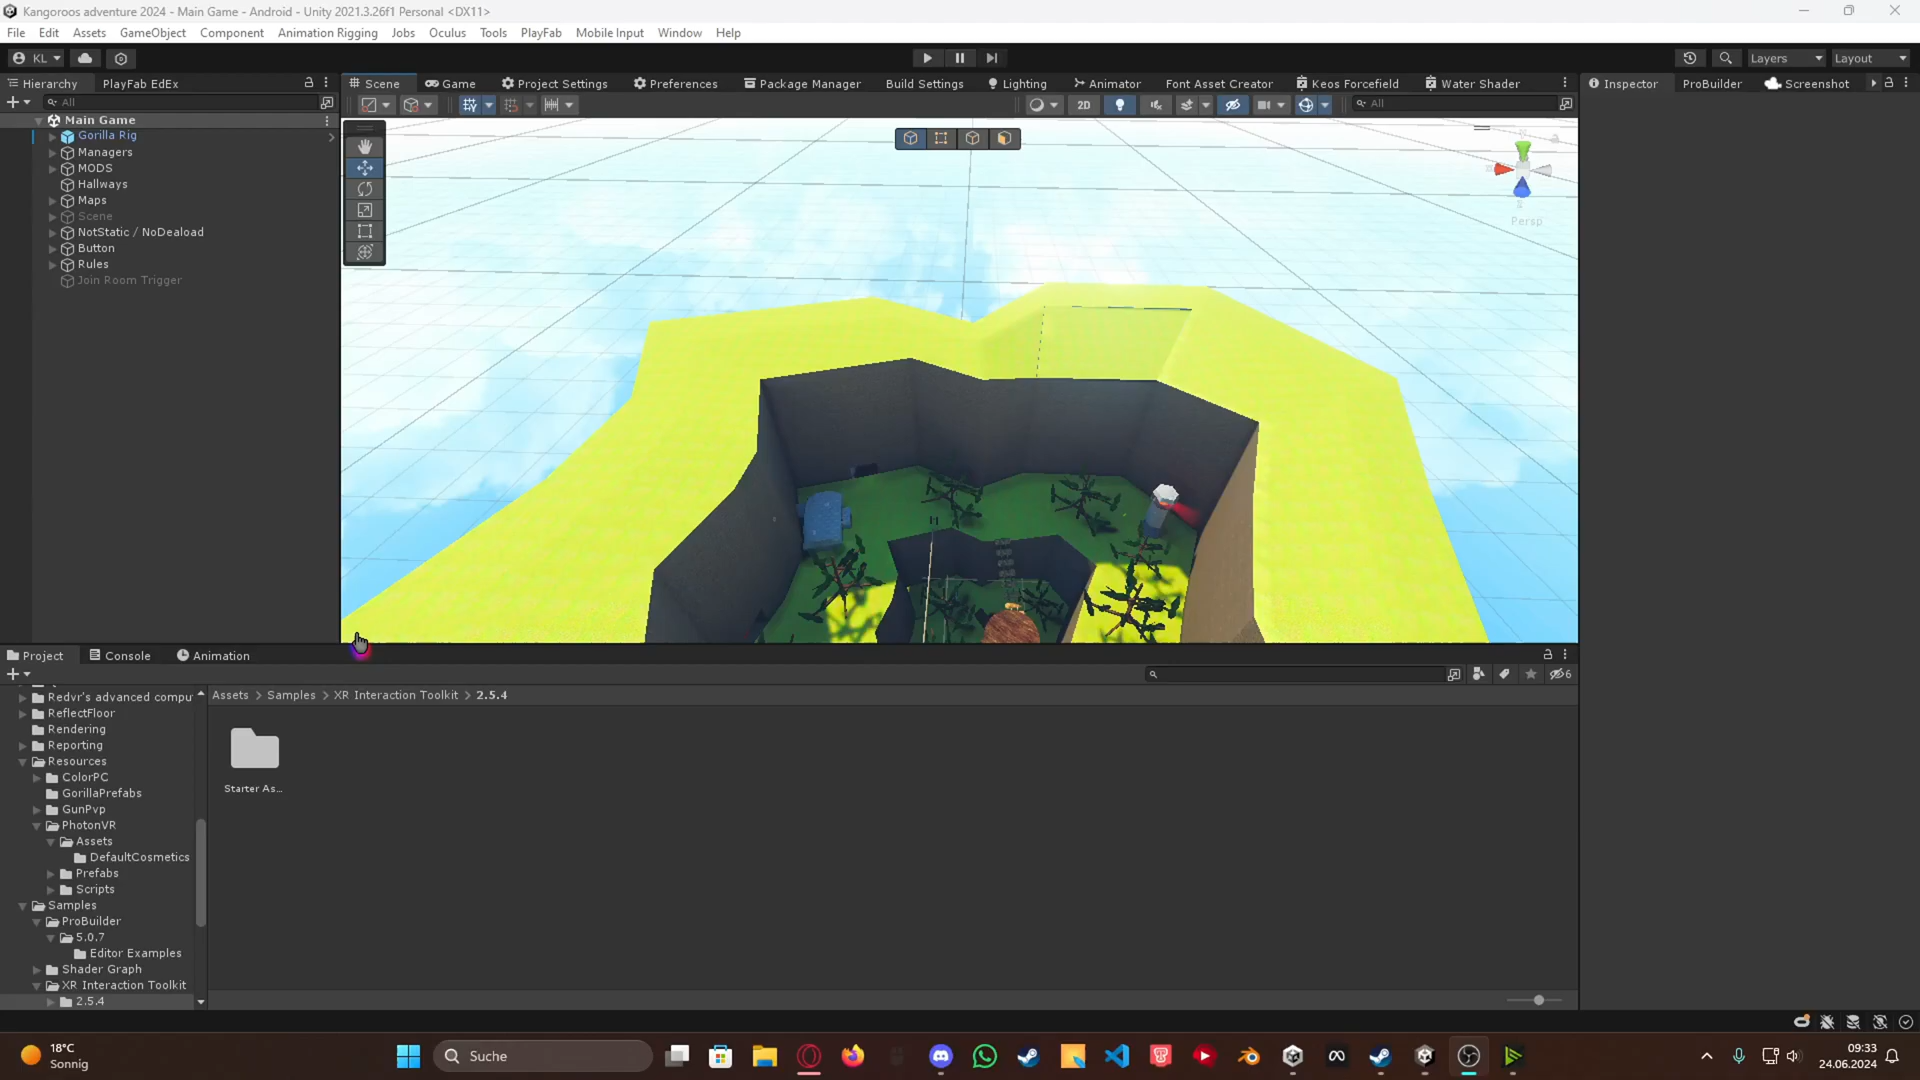 Kangaroos adventure 2024 - Main Game - Android - Unity 2021.3.26f1 Personal <DX11>
File Edit Assets GameObject Component Animation Rigging Jobs Oculus Tools PlayFab Mobile Input Window Help
KL
Layers Layout
Hierarchy PlayFab EdEx
Scene Game Project Settings Preferences Package Manager Build Settings Lighting Animator Font Asset Creator Keos Forcefield Water Shader
Inspector ProBuilder Screenshot
All
2D
All
Main Game
Gorilla Rig
Managers
MODS
Hallways
Maps
Scene
NotStatic / NoDeaload
Button
Rules
Join Room Trigger
Persp
Project Console Animation
6
Assets > Samples > XR Interaction Toolkit > 2.5.4
Redvr's advanced compu
ReflectFloor
Rendering
Reporting
Resources
ColorPC
GorillaPrefabs
GunPvp
PhotonVR
Assets
DefaultCosmetics
Prefabs
Scripts
Samples
ProBuilder
5.0.7
Editor Examples
Shader Graph
XR Interaction Toolkit
2.5.4
Starter As...
18°C
Sonnig
Suche
09:33
24.06.2024